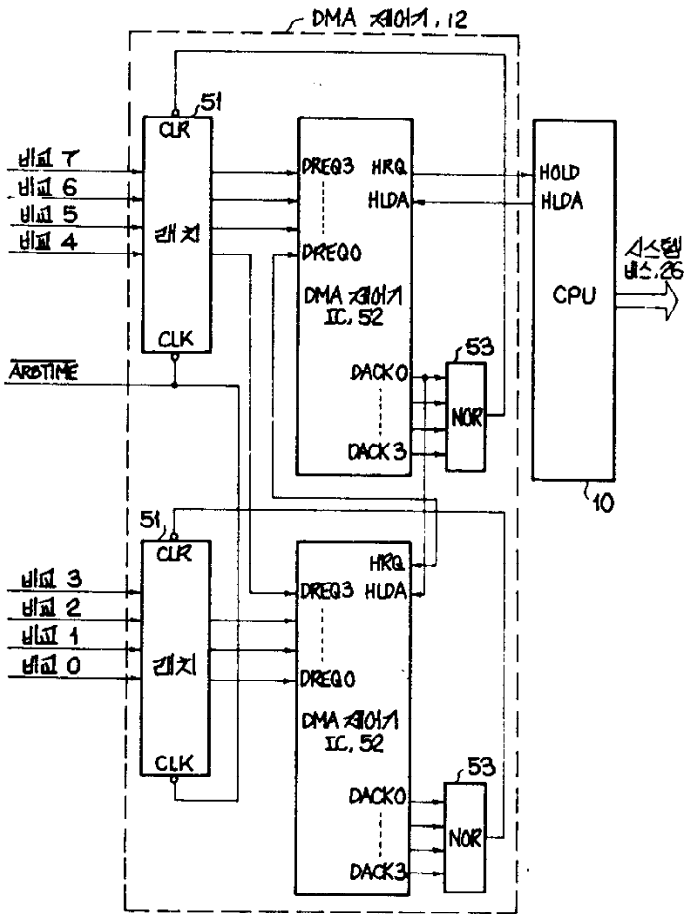 DMA 제어기, 12
51
CLR
비교 7
비교 6
비교 5
비교 4
래치
CLK
DREQ3
DREQ0
HRQ
HLDA
DMA 제어기
IC, 52
DACK0
DACK3
53
NOR
HOLD
HLDA
CPU
10
시스템
버스, 26
ARBTIME
51
CLR
비교 3
비교 2
비교 1
비교 0
래치
CLK
DREQ3
DREQ0
HRQ
HLDA
DMA 제어기
IC, 52
DACK0
DACK3
53
NOR